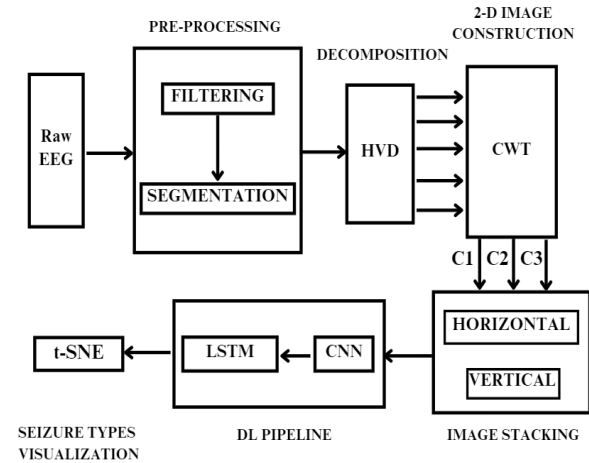 2-D IMAGE
CONSTRUCTION
PRE-PROCESSING
DECOMPOSITION
Raw
EEG
FILTERING
SEGMENTATION
HVD
CWT
C1 C2 C3
HORIZONTAL
VERTICAL
CNN
LSTM
t-SNE
SEIZURE TYPES
VISUALIZATION
DL PIPELINE
IMAGE STACKING